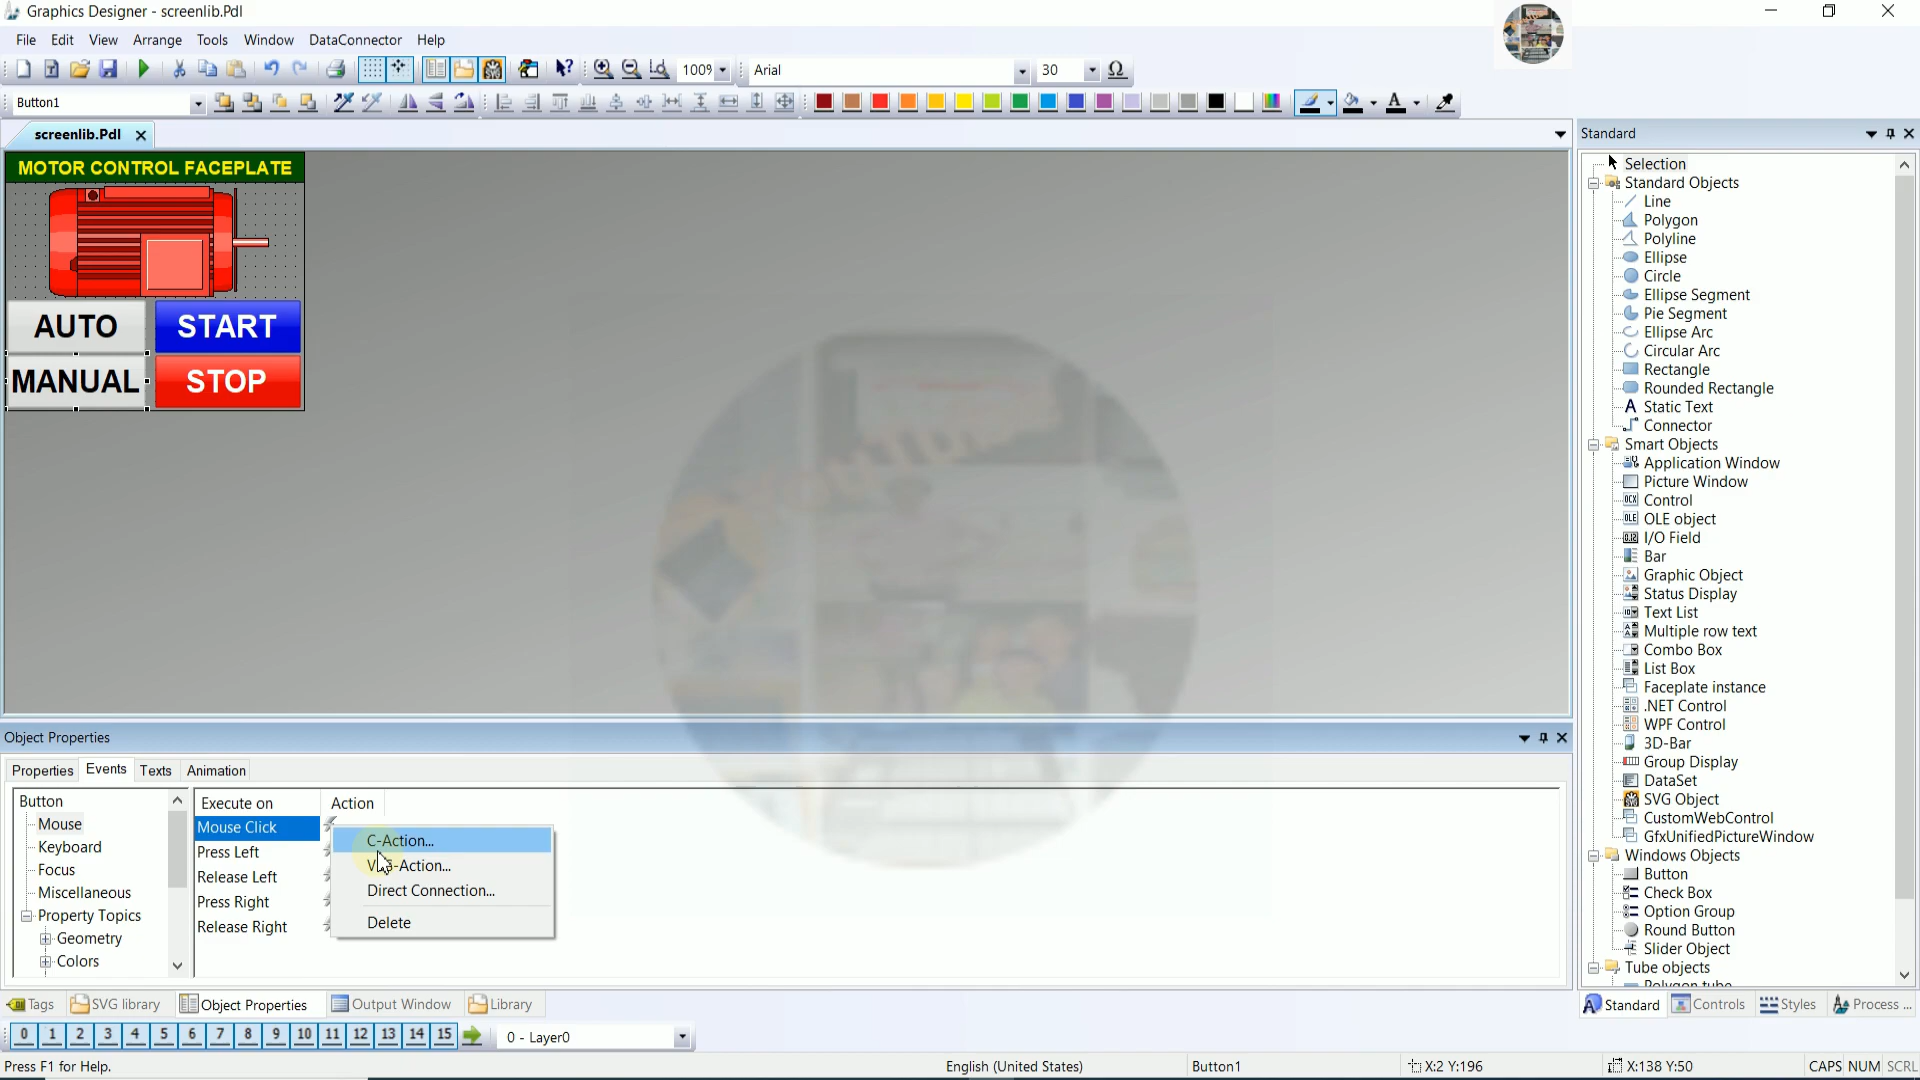 Graphics Designer - screenlib.Pdl
File Edit View Arrange Tools Window DataConnector Help
100% Arial 30 Ω
Button1
screenlib.Pdl
Standard
MOTOR CONTROL FACEPLATE
AUTO START
MANUAL STOP
Selection
Standard Objects
Line
Polygon
Polyline
Ellipse
Circle
Ellipse Segment
Pie Segment
Ellipse Arc
Circular Arc
Rectangle
Rounded Rectangle
A Static Text
Connector
Smart Objects
Application Window
Picture Window
OCX Control
OLE OLE object
0.12 I/O Field
Bar
Graphic Object
Status Display
Text List
Multiple row text
Combo Box
List Box
Faceplate instance
.NET Control
WPF Control
3D-Bar
Group Display
DataSet
SVG Object
CustomWebControl
GfxUnifiedPictureWindow
Windows Objects
Button
Check Box
Option Group
Round Button
Slider Object
Tube objects
Polygon tube
Object Properties
Properties Events Texts Animation
Button
Mouse
Keyboard
Focus
Miscellaneous
Property Topics
Geometry
Colors
Execute on Action
Mouse Click
Press Left
Release Left
Press Right
Release Right
C-Action...
-Action...
Direct Connection...
Delete
Tags SVG library Object Properties Output Window Library
Standard Controls Styles Process ...
0 1 2 3 4 5 6 7 8 9 10 11 12 13 14 15 0 - Layer0
Press F1 for Help. English (United States) Button1 X:2 Y:196 X:138 Y:50 CAPS NUM SCRL